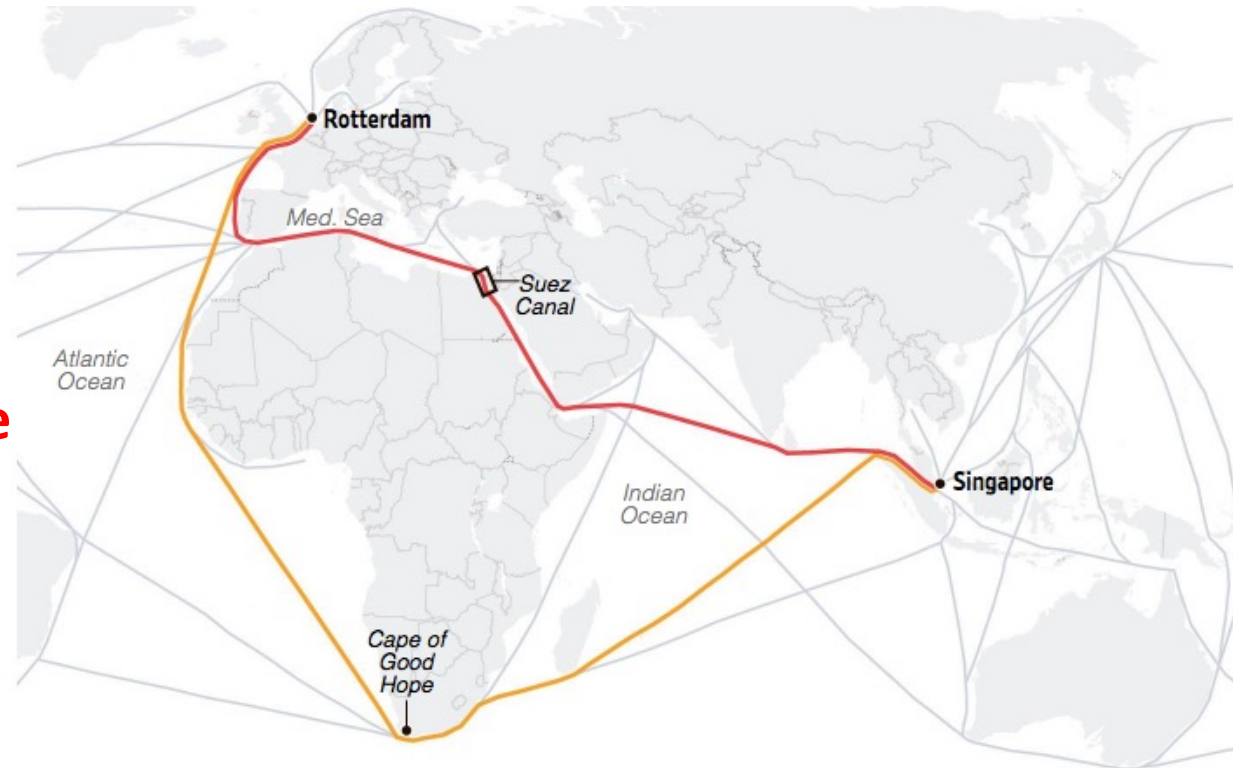 Rotterdam
Med. Sea
Suez
Canal
Atlantic
Ocean
e
Indian
Ocean
Singapore
Cape of
Good
Hope